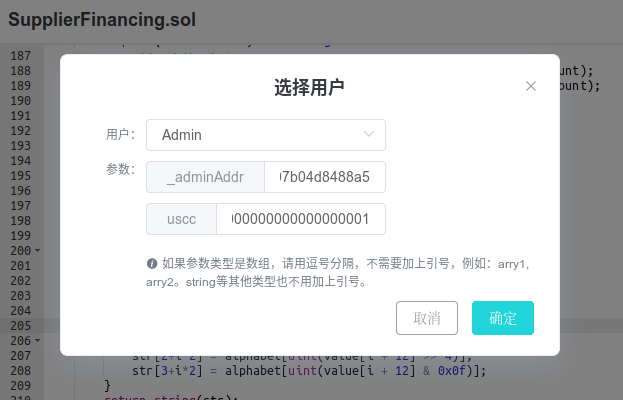 SupplierFinancing.sol
187
188 unt);
189 ount);
190
191
192
193
194
195
196
197
198
199
200
201
202
203
204
205
206
207 str[2+i*2] = alphabet[uint(value[i + 12] >> 4)];
208 str[3+i*2] = alphabet[uint(value[i + 12] & 0x0f)];
209 }
210 return string(str);
选择用户
用户： Admin
参数： _adminAddr 07b04d8488a5
uscc 000000000000000001
如果参数类型是数组，请用逗号分隔，不需要加上引号，例如：arry1,
arry2。string等其他类型也不用加上引号。
取消 确定